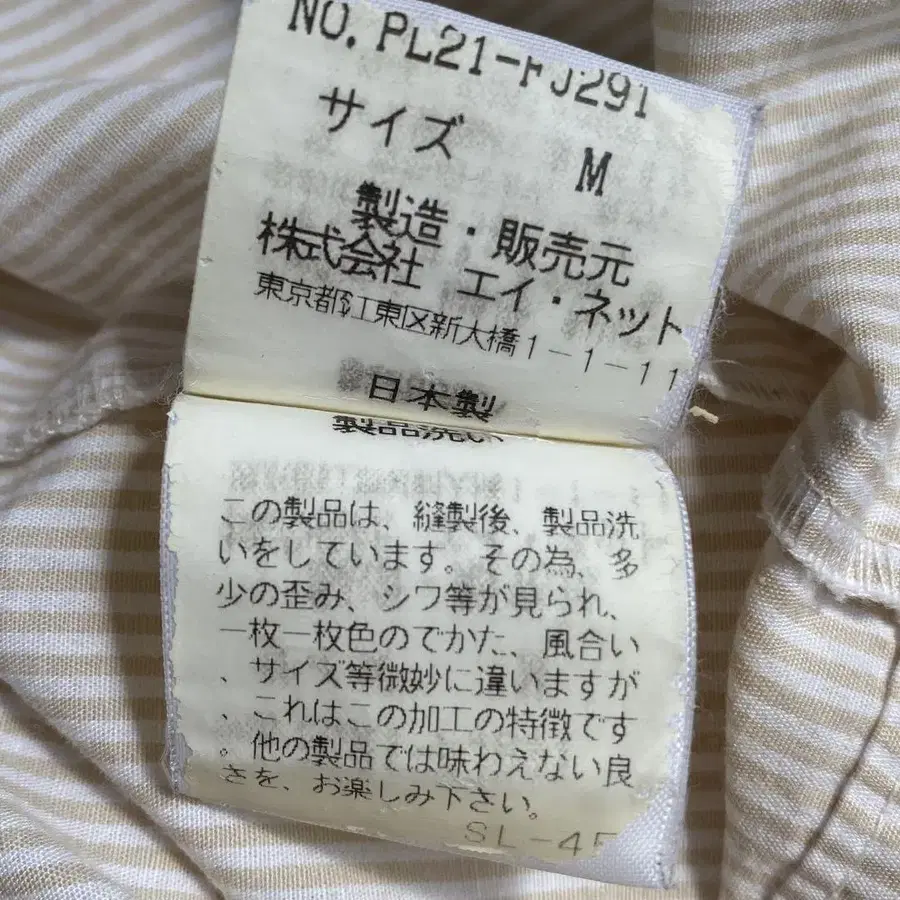 NO. PL21-FJ291
サイズ M
製造・販売元
株式会社 エイ・ネット
東京都江東区新大橋1-1-11
日本製
製品洗い
この製品は、縫製後、製品洗
いをしています。その為、多
少の歪み、シワ等が見られ、
一枚一枚色のでかた、風合い
、サイズ等微妙に違いますが
、これはこの加工の特徴です
。他の製品では味わえない良
さを、お楽しみ下さい。